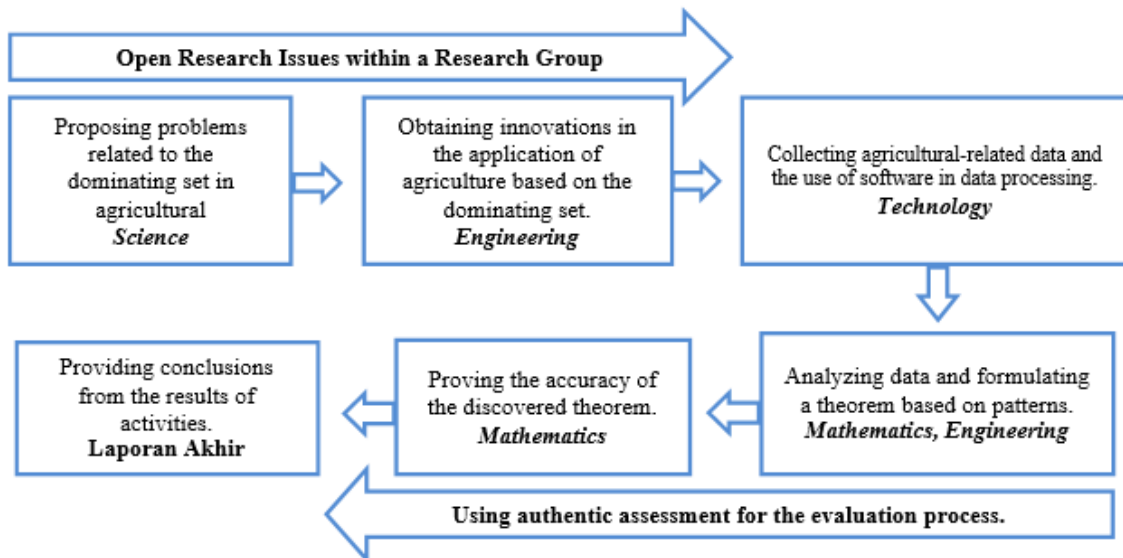 Open Research Issues within a Research Group
Proposing problems
related to the
dominating set in
agricultural
Science
Obtaining innovations in
the application of
agriculture based on the
dominating set.
Engineering
Collecting agricultural-related data and
the use of software in data processing.
Technology
Analyzing data and formulating
a theorem based on patterns.
Mathematics, Engineering
Proving the accuracy of
the discovered theorem.
Mathematics
Providing conclusions
from the results of
activities.
Laporan Akhir
Using authentic assessment for the evaluation process.